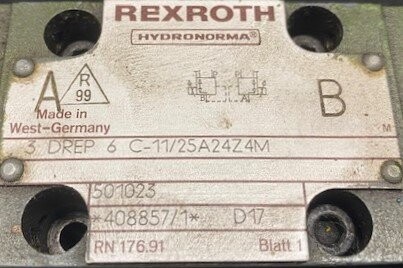 REXROTH
HYDRONORMA®
A R 99 B
Made in
West-Germany
M
3 DREP 6 C-11/25A24Z4M
501023
*408857/1* D17
RN 176.91 Blatt 1